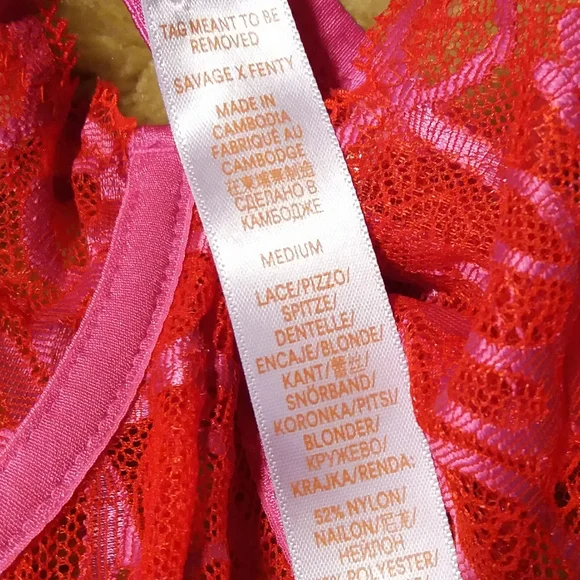 TAG MEANT TO BE
REMOVED
SAVAGE X FENTY
MADE IN
CAMBODIA
FABRIQUÉ AU
CAMBODGE
在柬埔寨制造
СДЕЛАНО В
КАМБОДЖЕ
MEDIUM
LACE/PIZZO/
SPITZE/
DENTELLE/
ENCAJE/BLONDE/
KANT/蕾丝/
SNÖRBAND/
KORONKA/PITSI/
BLONDER/
КРУЖЕВО/
KRAJKA/RENDA:
52% NYLON/
NAILON/尼龙/
НЕЙЛОН
POLYESTER/